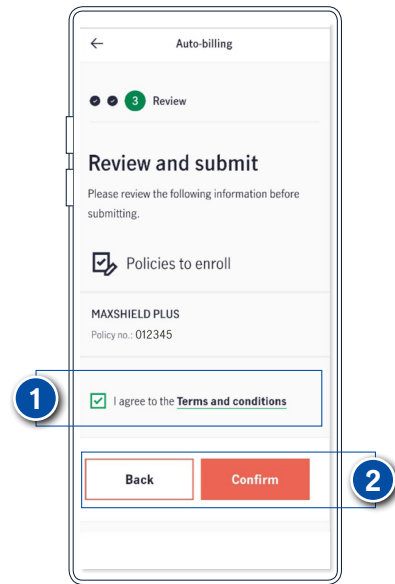 Auto-billing
3 Review
Review and submit
Please review the following information before
submitting.
Policies to enroll
MAXSHIELD PLUS
Policy no.: 012345
1
I agree to the Terms and conditions
Back Confirm
2